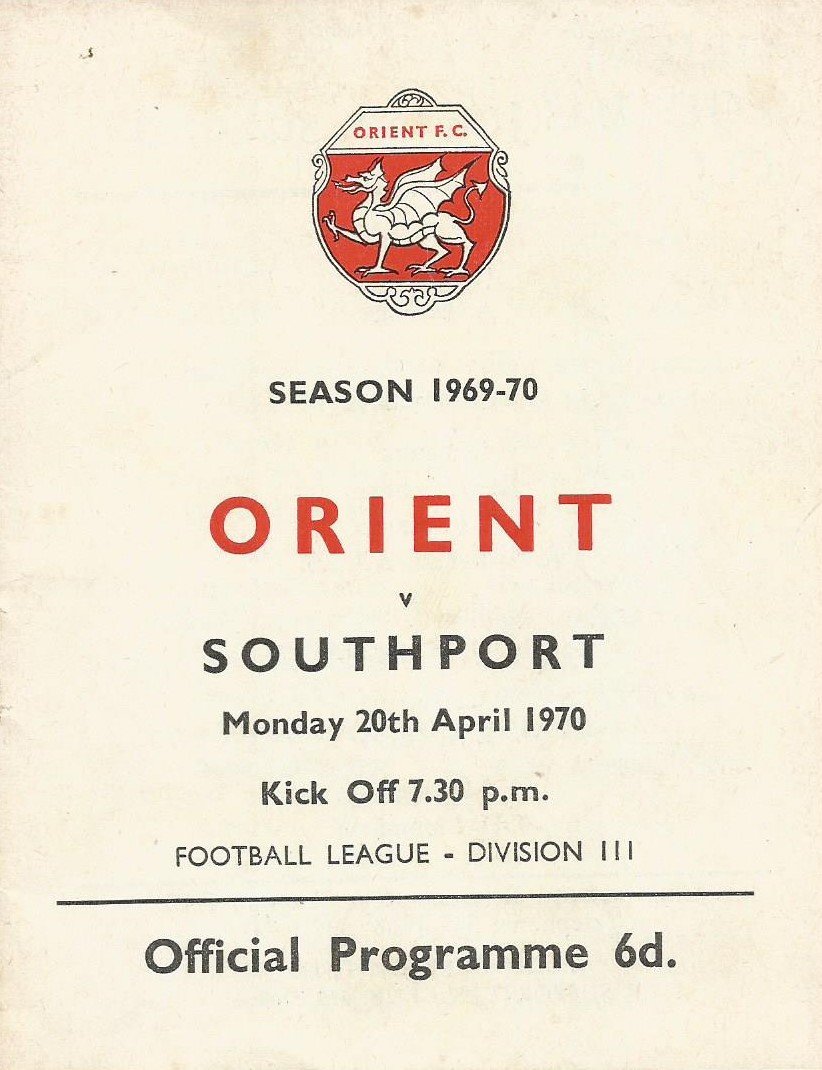 ORIENT F.C.
SEASON 1969-70
ORIENT
v
SOUTHPORT
Monday 20th April 1970
Kick Off 7.30 p.m.
FOOTBALL LEAGUE - DIVISION III
Official Programme 6d.